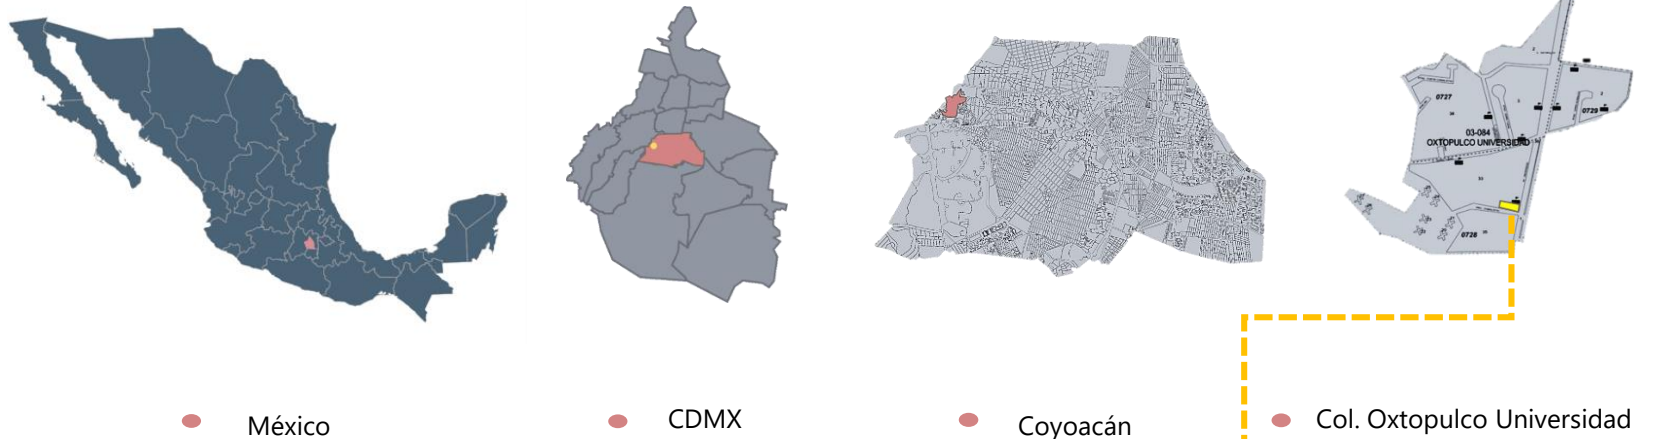 0727
0729
03-084
OXTOPULCO UNIVERSIDAD
0728
México
CDMX
Coyoacán
Col. Oxtopulco Universidad